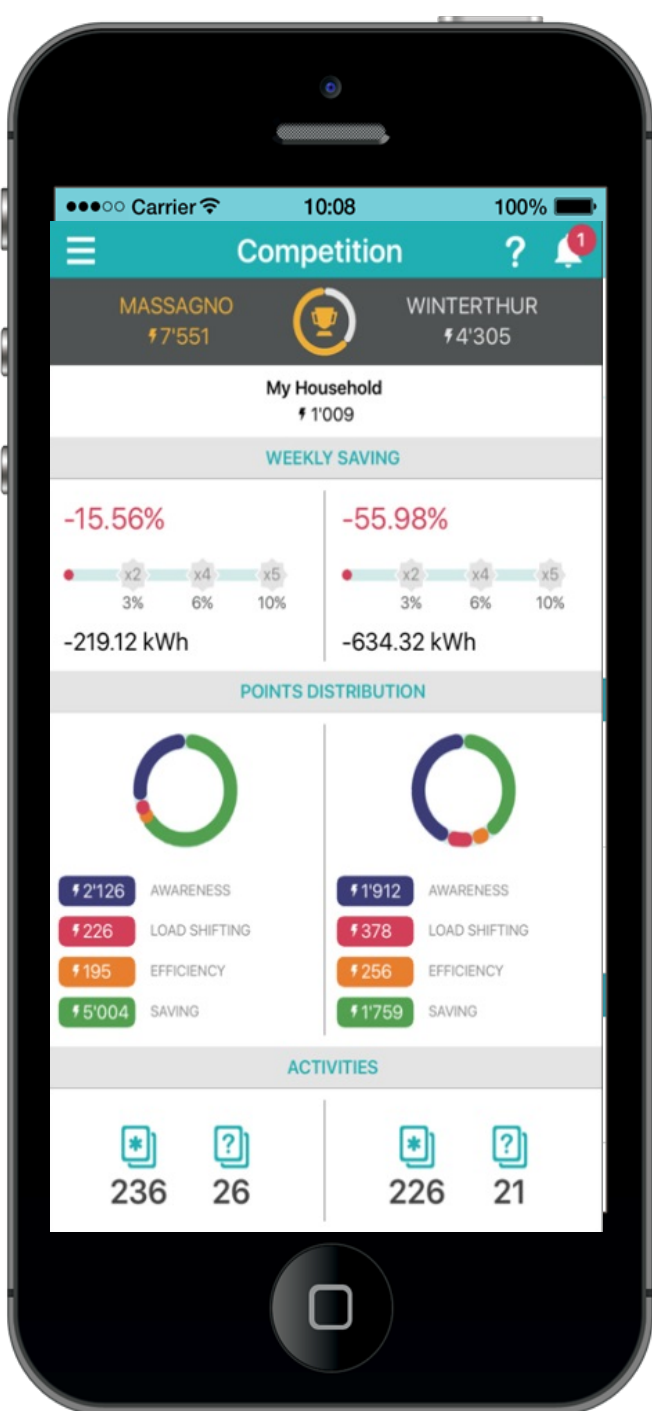 Carrier 10:08 100%
Competition ? 1
MASSAGNO WINTERTHUR
7'551 4'305
My Household
1'009
WEEKLY SAVING
-15.56% -55.98%
x2 x4 x5 x2 x4 x5
3% 6% 10% 3% 6% 10%
-219.12 kWh -634.32 kWh
POINTS DISTRIBUTION
2'126 AWARENESS 1'912 AWARENESS
226 LOAD SHIFTING 378 LOAD SHIFTING
195 EFFICIENCY 256 EFFICIENCY
5'004 SAVING 1'759 SAVING
ACTIVITIES
* ? * ?
236 26 226 21